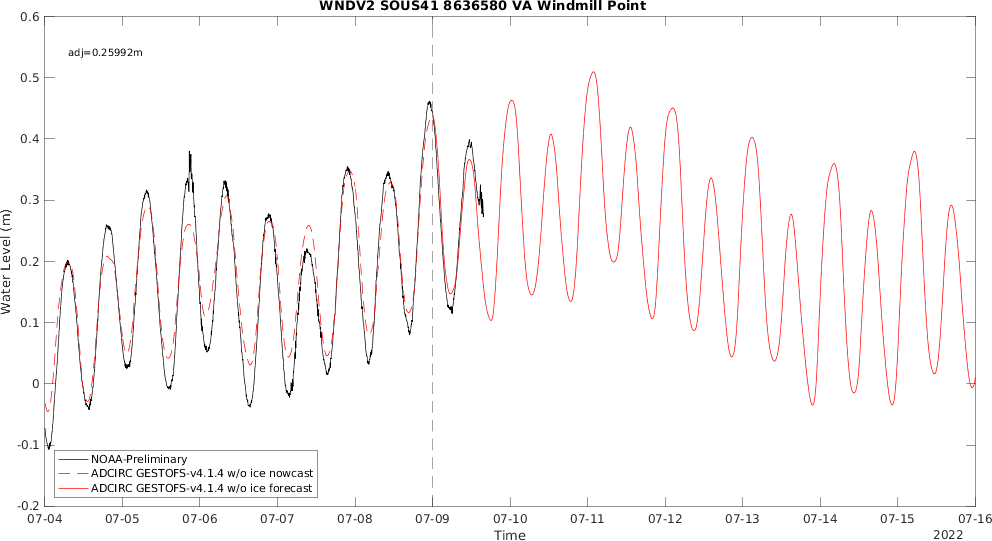 WNDV2 SOUS41 8636580 VA Windmill Point
adj=0.25992m
0.6
0.5
0.4
0.3
0.2
0.1
0
-0.1
-0.2
Water Level (m)
NOAA-Preliminary
ADCIRC GESTOFS-v4.1.4 w/o ice nowcast
ADCIRC GESTOFS-v4.1.4 w/o ice forecast
07-04 07-05 07-06 07-07 07-08 07-09 07-10 07-11 07-12 07-13 07-14 07-15 07-16
Time
2022